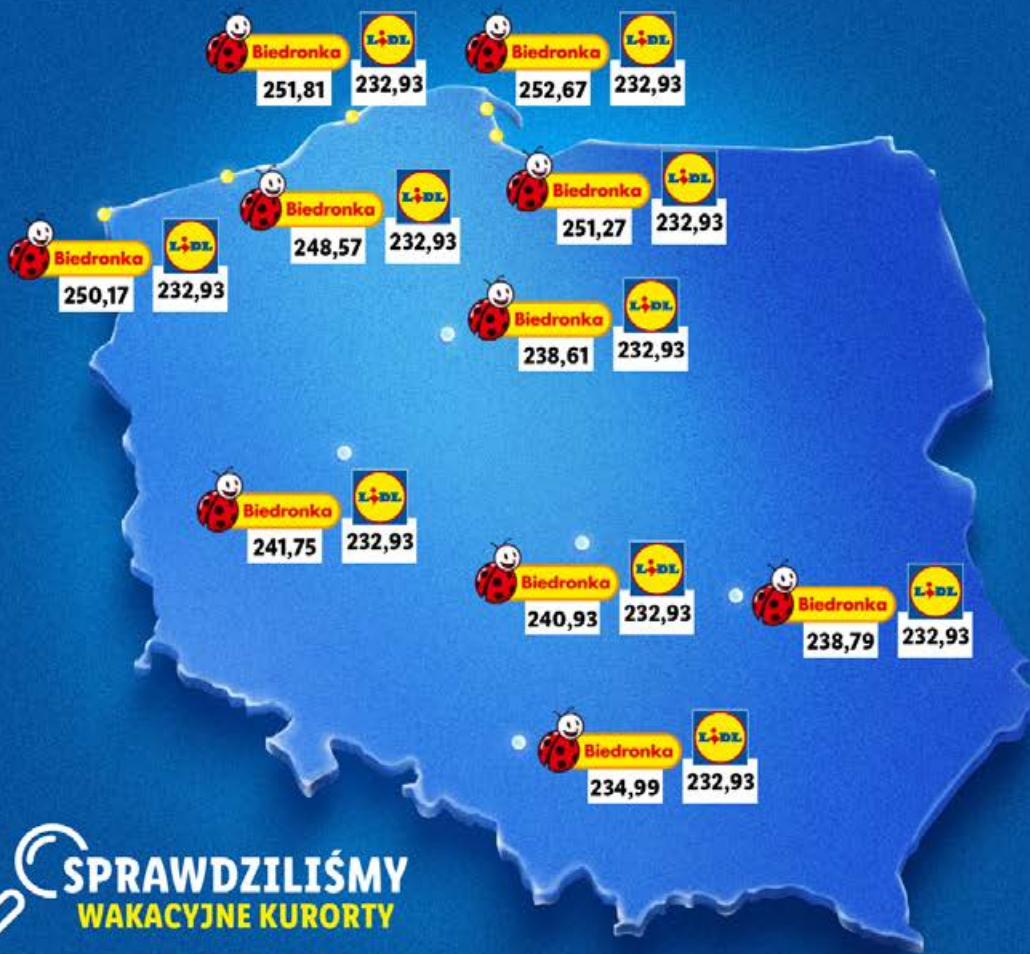 Biedronka LIDL
251,81 232,93
Biedronka LIDL
252,67 232,93
Biedronka LIDL
248,57 232,93
Biedronka LIDL
251,27 232,93
Biedronka LIDL
250,17 232,93
Biedronka LIDL
238,61 232,93
Biedronka LIDL
241,75 232,93
Biedronka LIDL
240,93 232,93
Biedronka LIDL
238,79 232,93
Biedronka LIDL
234,99 232,93
SPRAWDZILIŚMY
WAKACYJNE KURORTY